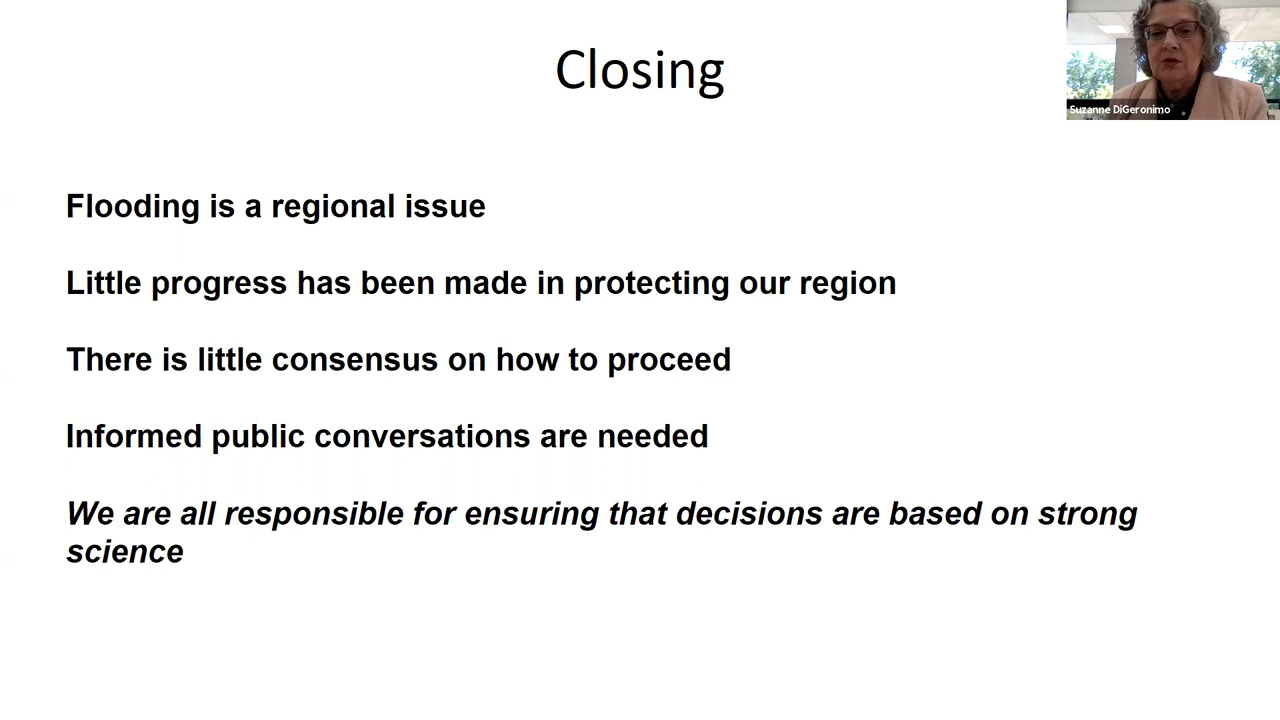 Closing
Suzanne DiGeronimo
Flooding is a regional issue
Little progress has been made in protecting our region
There is little consensus on how to proceed
Informed public conversations are needed
We are all responsible for ensuring that decisions are based on strong
science